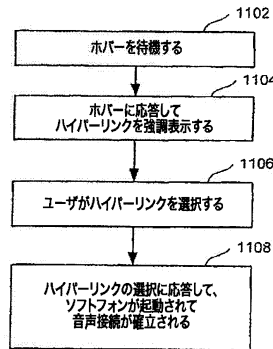 1102
ホバーを待機する
1104
ホバーに応答して
ハイパーリンクを強調表示する
1106
ユーザがハイパーリンクを選択する
1108
ハイパーリンクの選択に応答して、
ソフトフォンが起動されて
音声接続が確立される